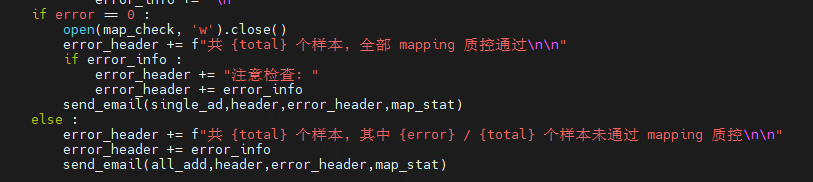 if error == 0 :
open(map_check, 'w').close()
error_header += f"共 {total} 个样本，全部 mapping 质控通过\n\n"
if error_info :
error_header += "注意检查："
error_header += error_info
send_email(single_ad,header,error_header,map_stat)
else :
error_header += f"共 {total} 个样本，其中 {error} / {total} 个样本未通过 mapping 质控\n\n"
error_header += error_info
send_email(all_add,header,error_header,map_stat)